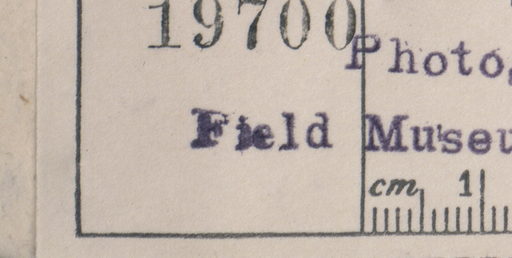 19700
Photo
Field Museu
cm 1